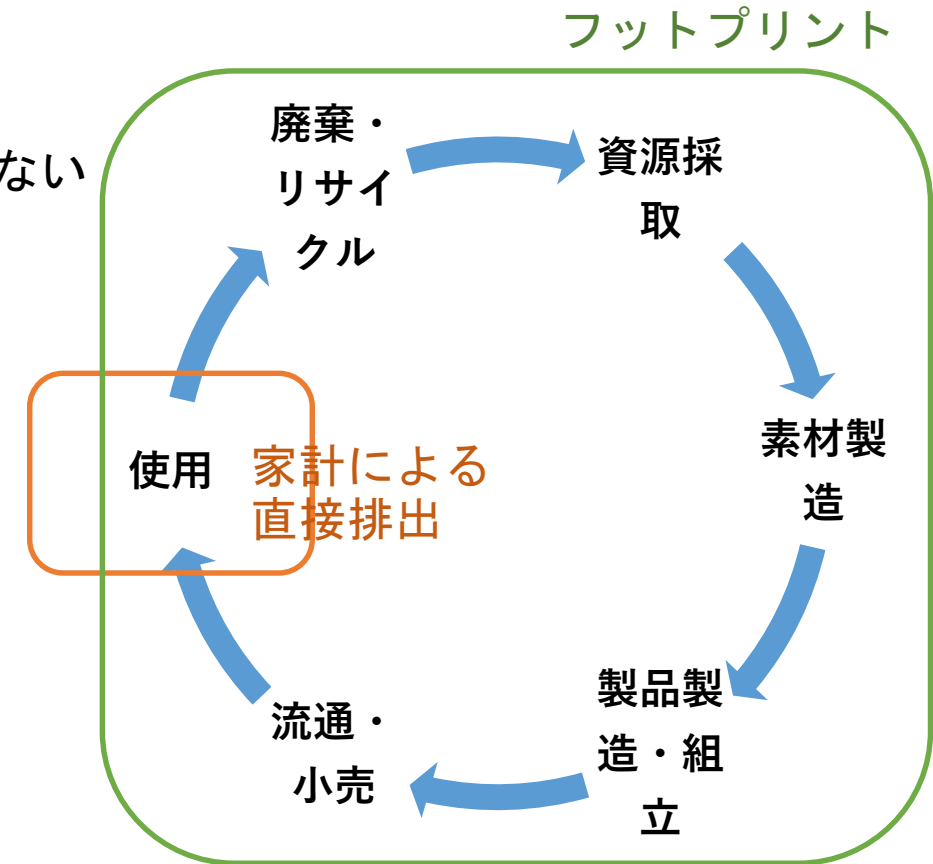 フットプリント
ない
廃棄・
リサイ
クル
資源採
取
素材製
造
製品製
造・組
立
流通・
小売
使用
家計による
直接排出